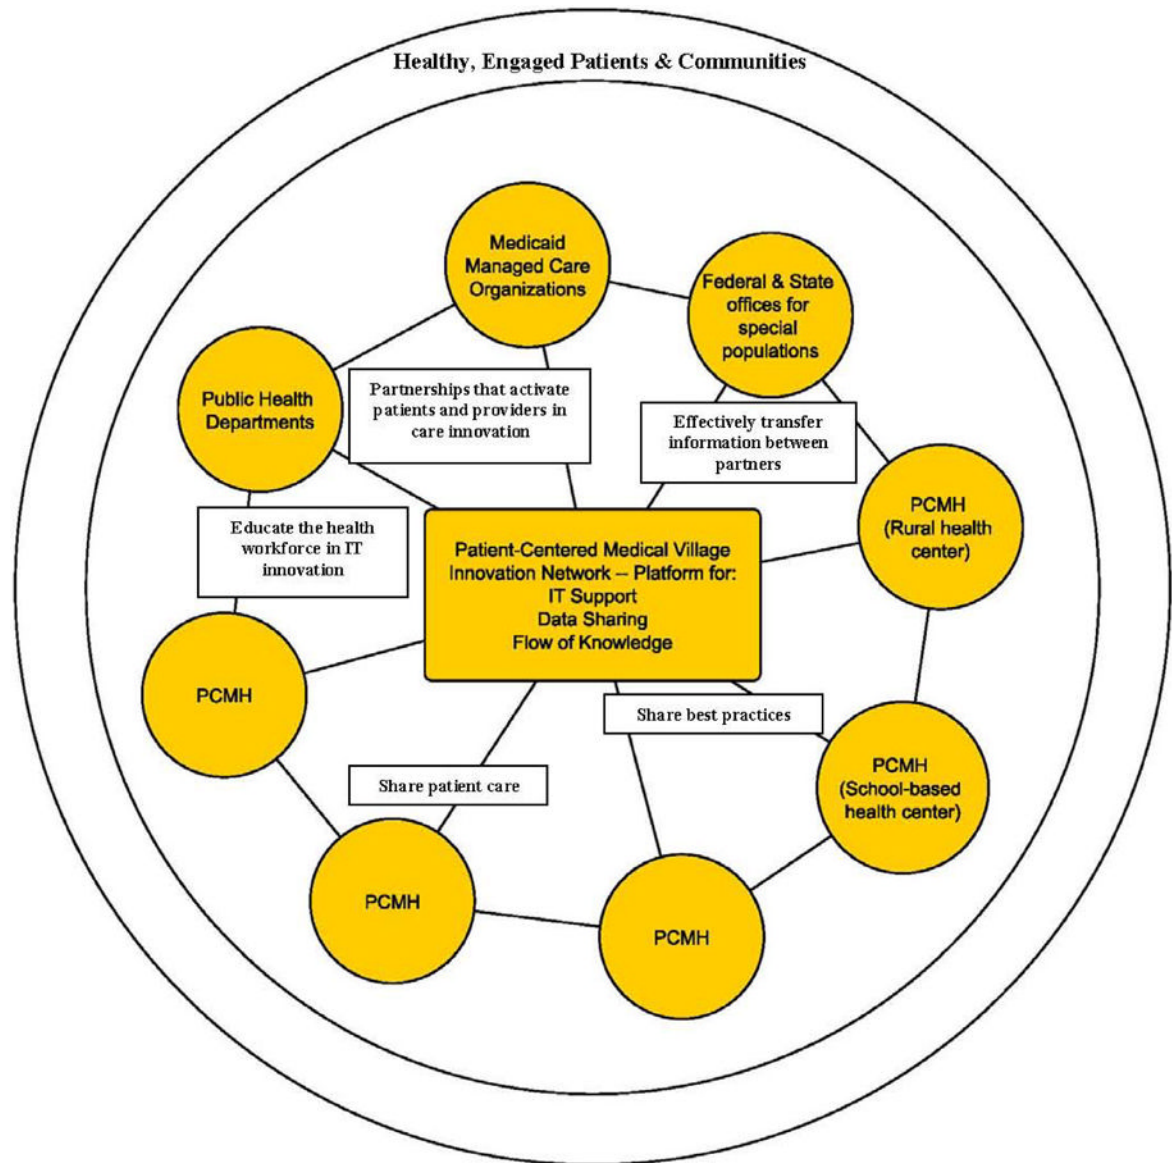 Healthy, Engaged Patients & Communities
Medicaid
Managed Care
Organizations
Federal & State
offices for
special
populations
Public Health
Departments
Partnerships that activate
patients and providers in
care innovation
Effectively transfer
information between
partners
PCMH
(Rural health
center)
Educate the health
workforce in IT
innovation
Patient-Centered Medical Village
Innovation Network -- Platform for:
IT Support
Data Sharing
Flow of Knowledge
PCMH
Share best practices
PCMH
(School-based
health center)
Share patient care
PCMH
PCMH